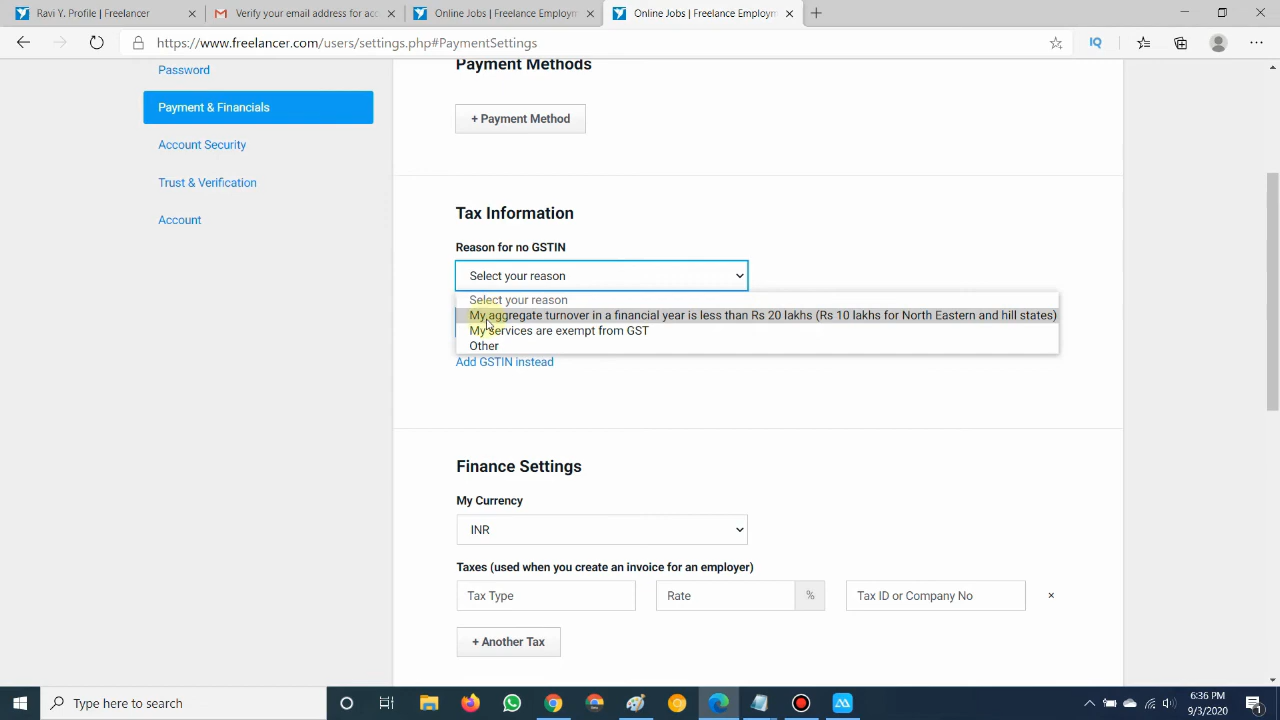 Ravi Y. Profile | Freelancer
Verify your email address for acc
Online Jobs | Freelance Employm
Online Jobs | Freelance Employm
https://www.freelancer.com/users/settings.php#PaymentSettings
IQ
Password
Payment & Financials
Account Security
Trust & Verification
Account
Payment Methods
+ Payment Method
Tax Information
Reason for no GSTIN
Select your reason
Select your reason
My aggregate turnover in a financial year is less than Rs 20 lakhs (Rs 10 lakhs for North Eastern and hill states)
My services are exempt from GST
Other
Add GSTIN instead
Finance Settings
My Currency
INR
Taxes (used when you create an invoice for an employer)
Tax Type
Rate
%
Tax ID or Company No
×
+ Another Tax
Type here to search
6:36 PM
9/3/2020